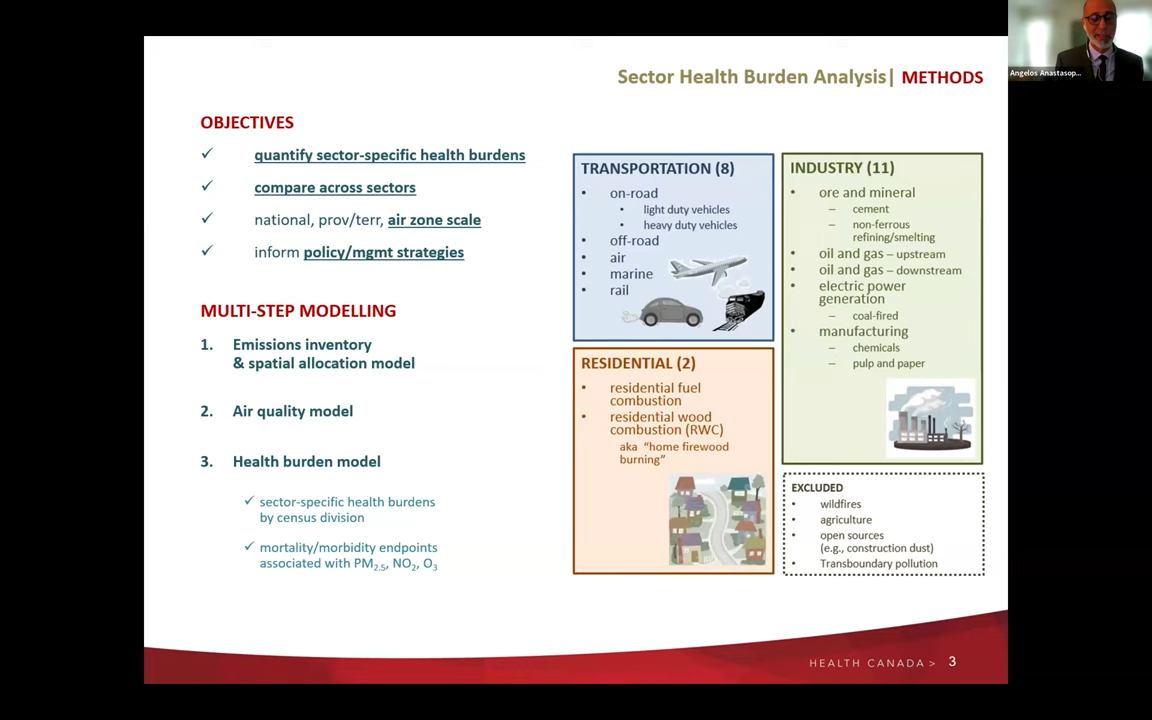 Angelos Anastasop...
Sector Health Burden Analysis| METHODS
OBJECTIVES
✓ quantify sector-specific health burdens
✓ compare across sectors
✓ national, prov/terr, air zone scale
✓ inform policy/mgmt strategies
MULTI-STEP MODELLING
1. Emissions inventory
& spatial allocation model
2. Air quality model
3. Health burden model
✓ sector-specific health burdens
by census division
✓ mortality/morbidity endpoints
associated with PM2.5, NO2, O3
TRANSPORTATION (8)
• on-road
• light duty vehicles
• heavy duty vehicles
• off-road
• air
• marine
• rail
RESIDENTIAL (2)
• residential fuel
combustion
• residential wood
combustion (RWC)
aka “home firewood
burning”
INDUSTRY (11)
• ore and mineral
– cement
– non-ferrous
refining/smelting
• oil and gas – upstream
• oil and gas – downstream
• electric power
generation
– coal-fired
• manufacturing
– chemicals
– pulp and paper
EXCLUDED
• wildfires
• agriculture
• open sources
(e.g., construction dust)
• Transboundary pollution
HEALTH CANADA > 3